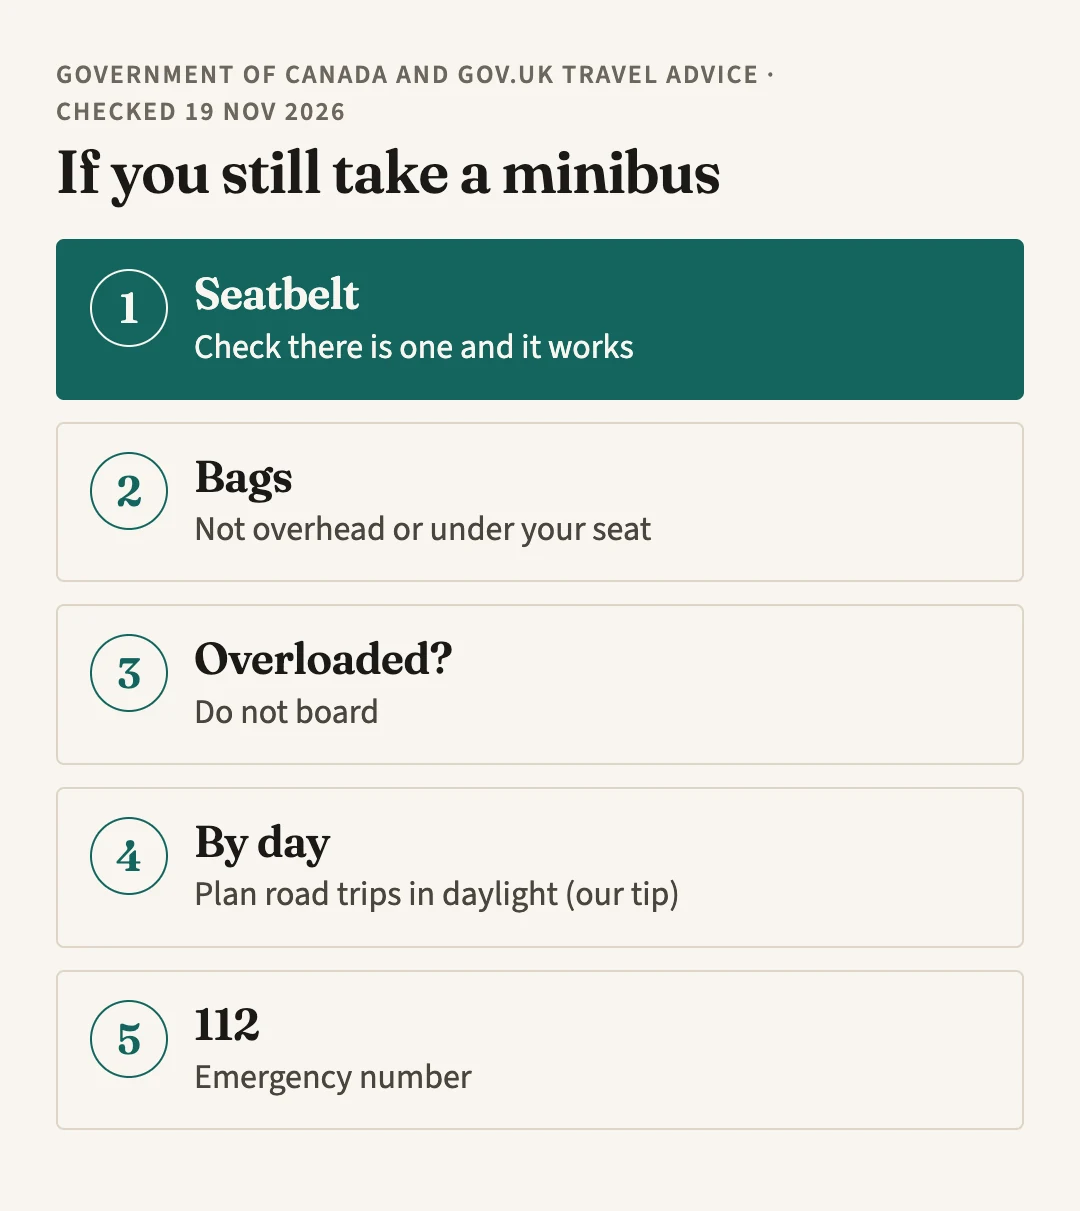 GOVERNMENT OF CANADA AND GOV.UK TRAVEL ADVICE ·
CHECKED 19 NOV 2026
If you still take a minibus
1
Seatbelt
Check there is one and it works
2
Bags
Not overhead or under your seat
3
Overloaded?
Do not board
4
By day
Plan road trips in daylight (our tip)
5
112
Emergency number